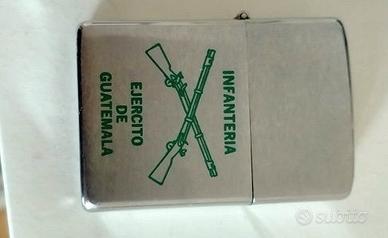 INFANTERIA
EJERCITO
DE
GUATEMALA
subito